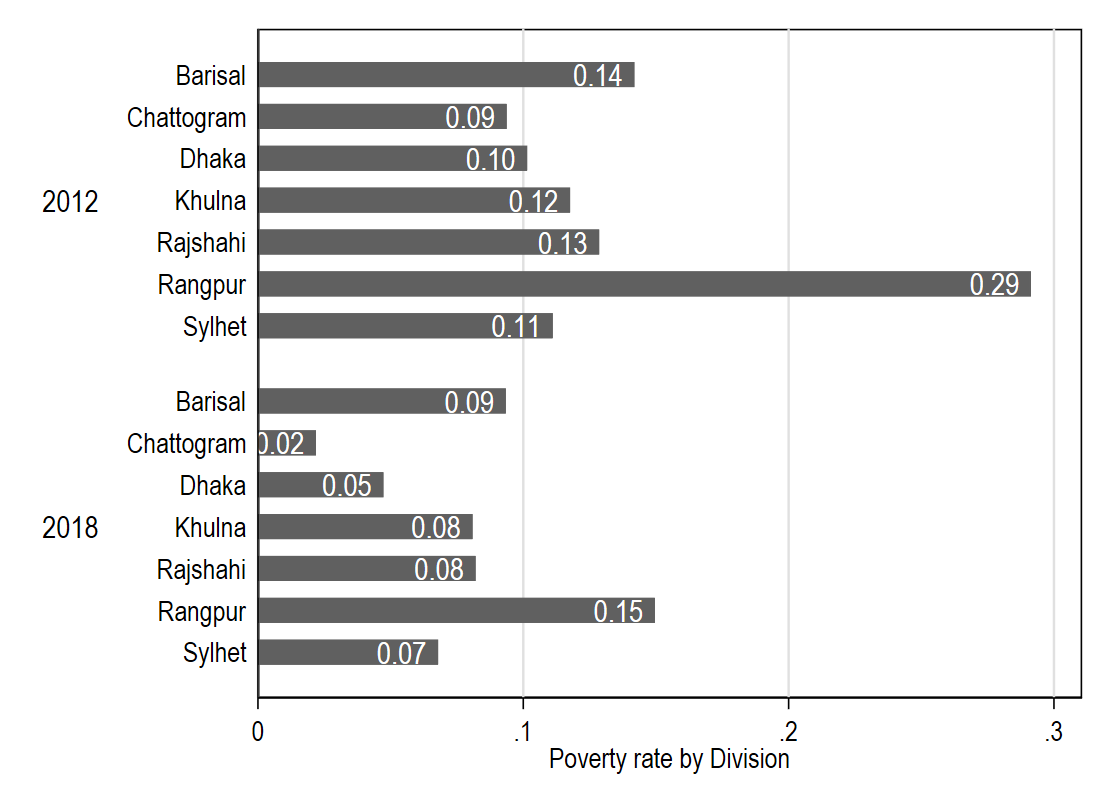 Barisal 0.14
Chattogram 0.09
Dhaka 0.10
2012 Khulna 0.12
Rajshahi 0.13
Rangpur 0.29
Sylhet 0.11
Barisal 0.09
Chattogram 0.02
Dhaka 0.05
2018 Khulna 0.08
Rajshahi 0.08
Rangpur 0.15
Sylhet 0.07
0 .1 .2 .3
Poverty rate by Division